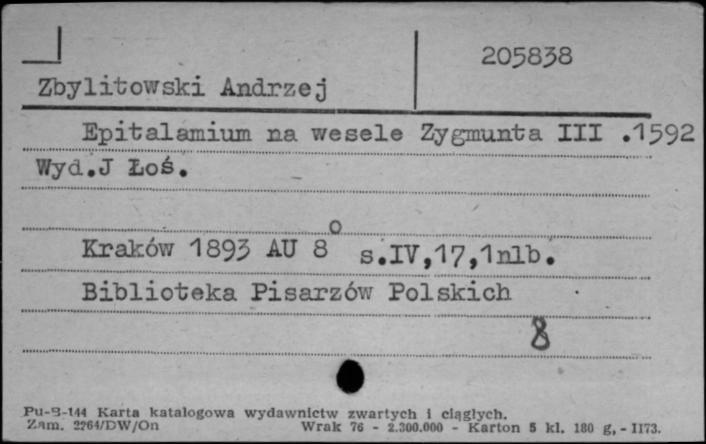 205838
Zbylitowski Andrzej
Epitalamium na wesele Zygmunta III .1592
Wyd.J Łoś.
Kraków 1893 AU 8° s.IV,17,1nlb.
Biblioteka Pisarzów Polskich
8
Pu-B-144 Karta katalogowa wydawnictw zwartych i ciągłych.
Zam. 2264/DW/On Wrak 76 - 2.300.000 - Karton 5 kl. 180 g, - II73.